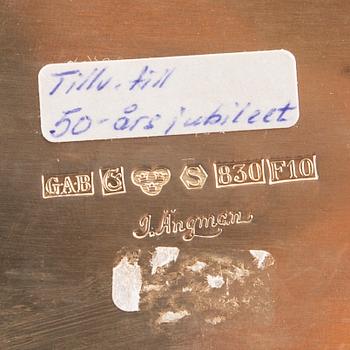 Tillv. till
50-års jubileet
GAB G S 830 F10
J. Ängman